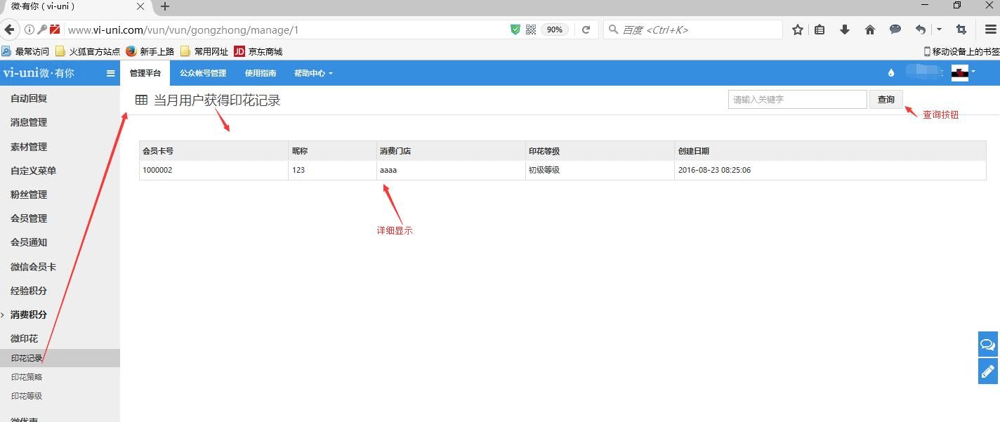 微·有你（vi-uni）
www.vi-uni.com/vun/vun/gongzhong/manage/1
90%
百度 <Ctrl+K>
最常访问 火狐官方站点 新手上路 常用网址 JD 京东商城 移动设备上的书签
vi-uni微·有你 管理平台 公众帐号管理 使用指南 帮助中心
自动回复
当月用户获得印花记录
请输入关键字
查询
查询按钮
消息管理
素材管理
自定义菜单
粉丝管理
会员管理
会员通知
微信会员卡
经验积分
消费积分
微印花
印花记录
印花策略
印花等级
会员卡号 昵称 消费门店 印花等级 创建日期
1000002 123 aaaa 初级等级 2016-08-23 08:25:06
详细显示